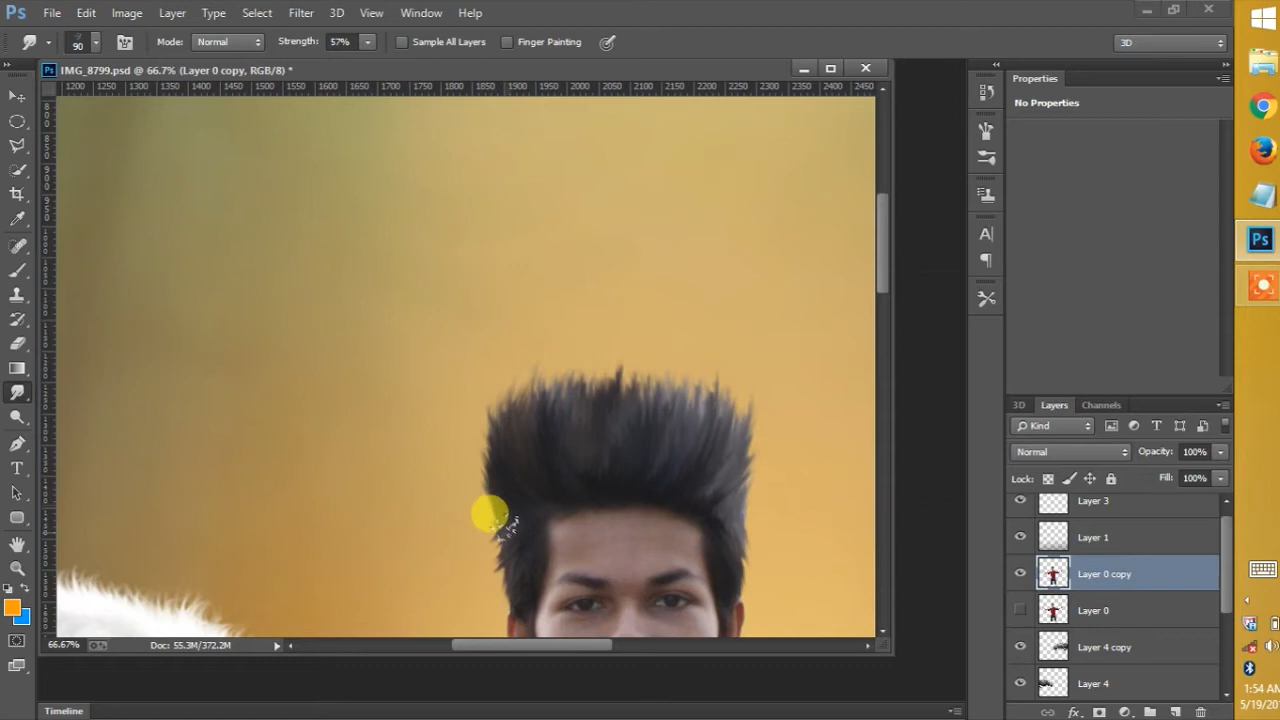 Ps File Edit Image Layer Type Select Filter 3D View Window Help
90 Mode: Normal Strength: 57% Sample All Layers Finger Painting 3D
Ps IMG_8799.psd @ 66.7% (Layer 0 copy, RGB/8) *
1200 1250 1300 1350 1400 1450 1500 1550 1600 1650 1700 1750 1800 1850 1900 1950 2000 2050 2100 2150 2200 2250 2300 2350 2400 2450
Properties
No Properties
3D Layers Channels
Kind
Normal Opacity: 100%
Lock: Fill: 100%
Layer 3
Layer 1
Layer 0 copy
Layer 0
Layer 4 copy
Layer 4
66.67% Doc: 55.3M/372.2M
Timeline
Ps
1:54 AM